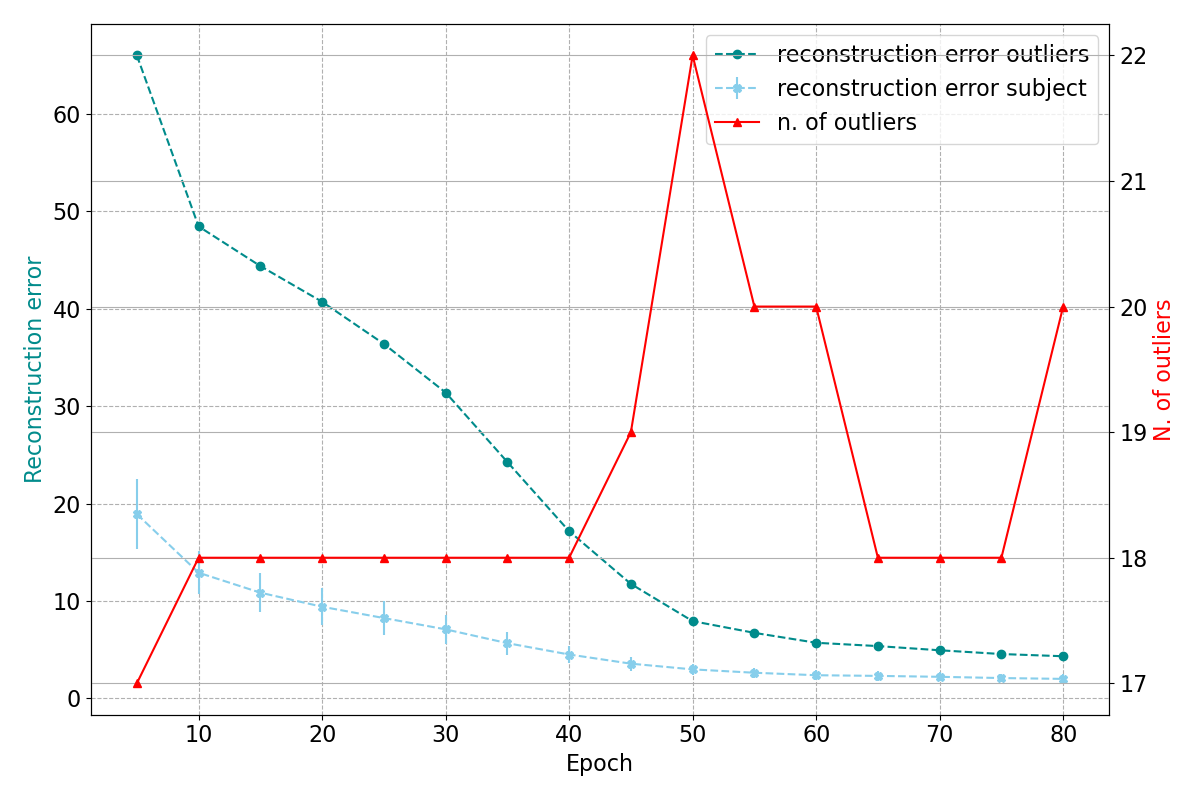 reconstruction error outliers
reconstruction error subject
n. of outliers
60
50
40
30
20
10
0
Reconstruction error
22
21
20
19
18
17
N. of outliers
10 20 30 40 50 60 70 80
Epoch